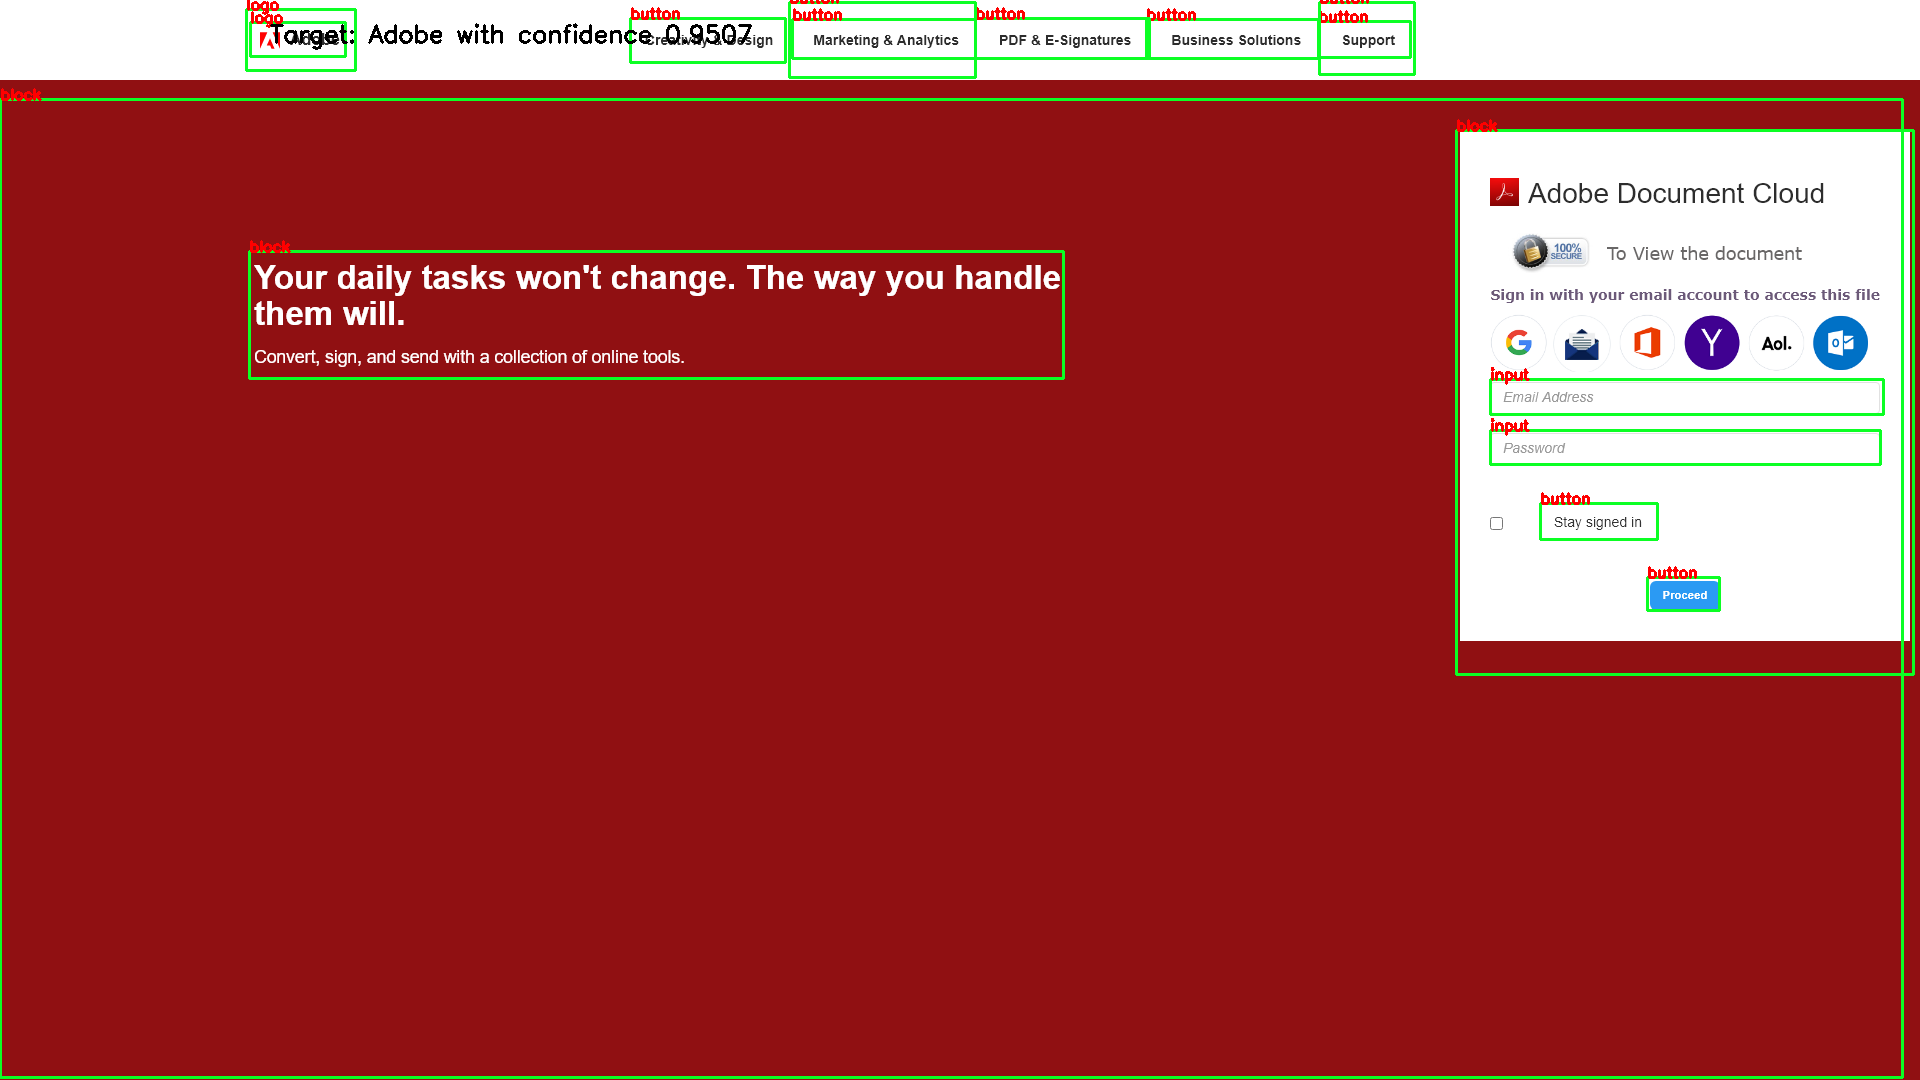 logo
logo
button
button
button
button
button
button
button
Adobe
Target: Adobe with confidence 0.9507
Creativity & Design
Marketing & Analytics
PDF & E-Signatures
Business Solutions
Support
block
block
Adobe Document Cloud
100%
SECURE
To View the document
block
Your daily tasks won't change. The way you handle
them will.
Convert, sign, and send with a collection of online tools.
Sign in with your email account to access this file
Aol.
input
Email Address
input
Password
button
Stay signed in
button
Proceed